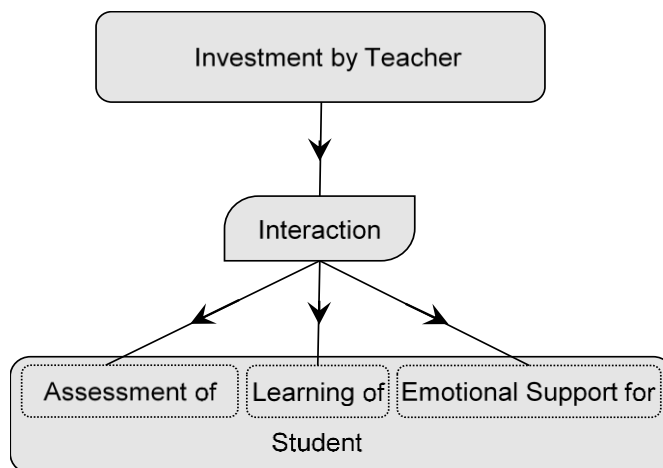 Investment by Teacher
Interaction
Assessment of Learning of Emotional Support for
Student